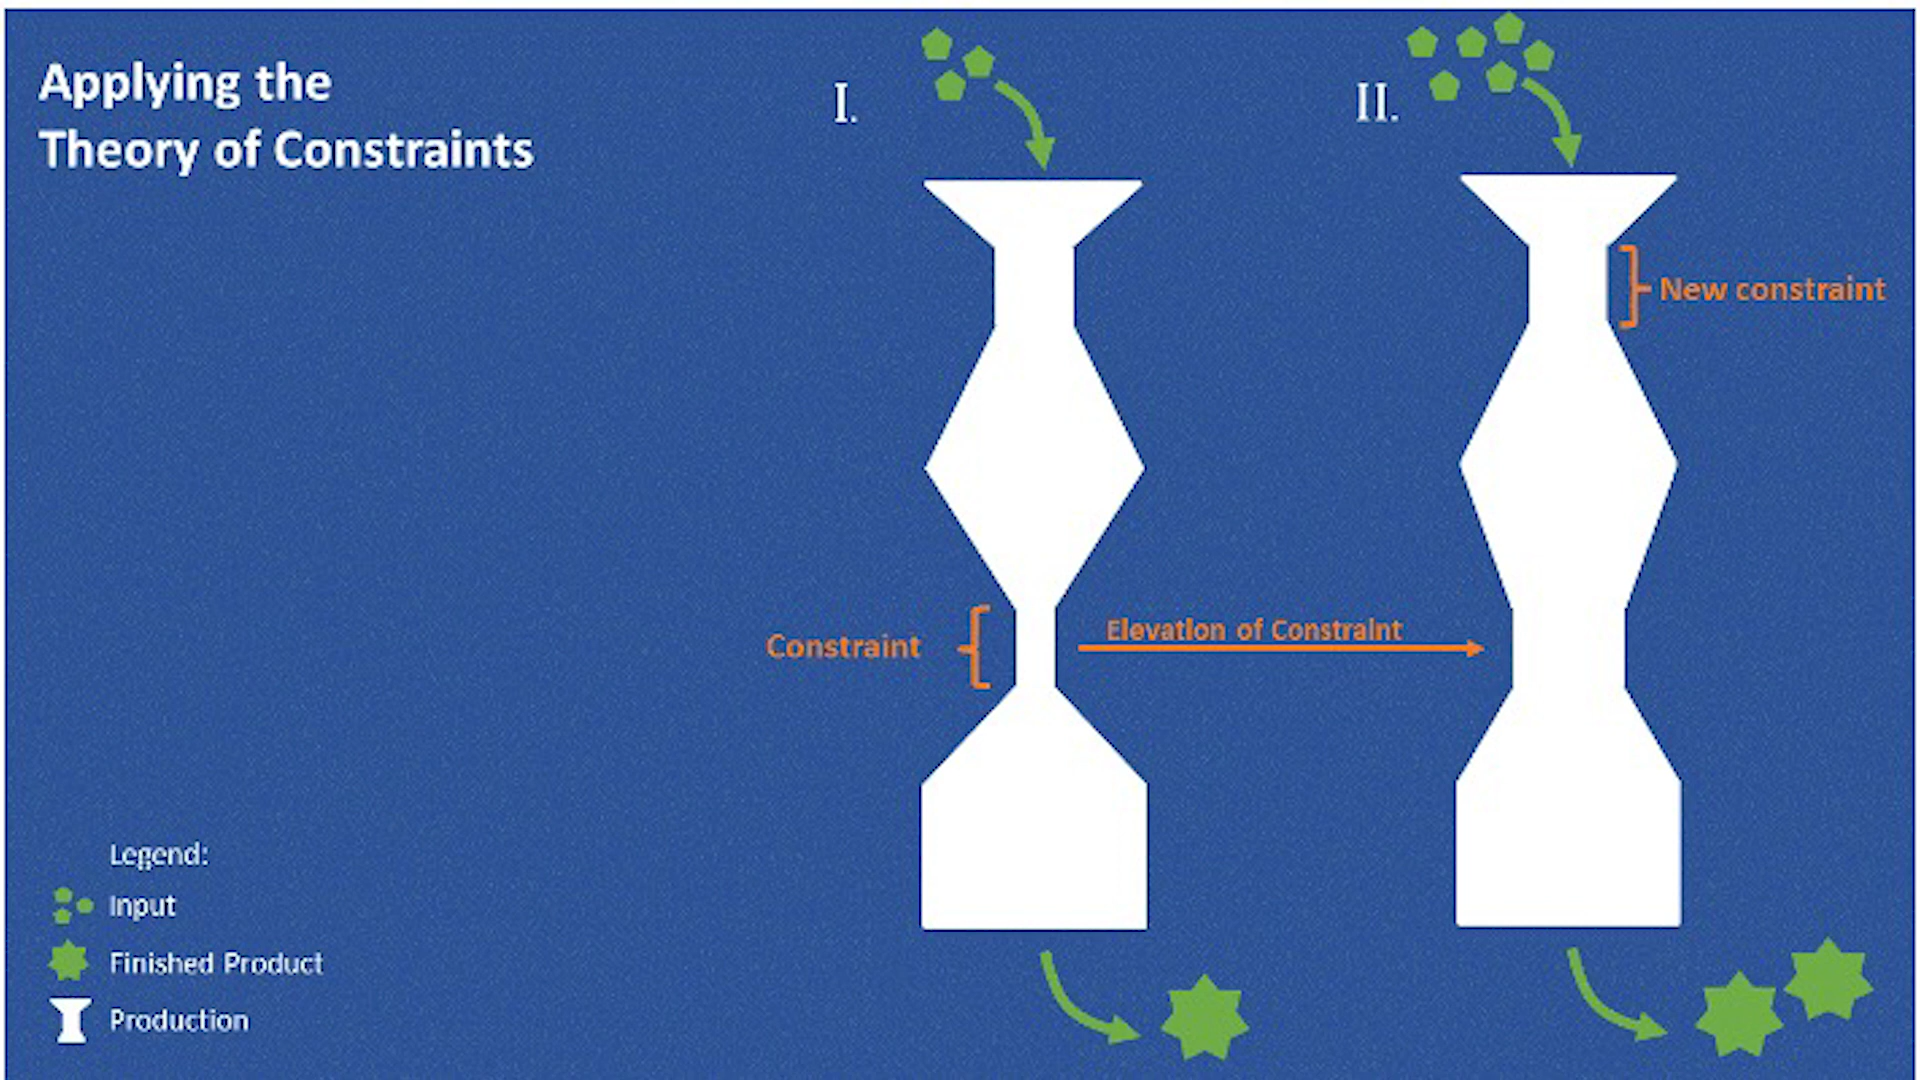 Applying the
Theory of Constraints
I.
II.
New constraint
Constraint
Elevation of Constraint
Legend:
Input
Finished Product
Production